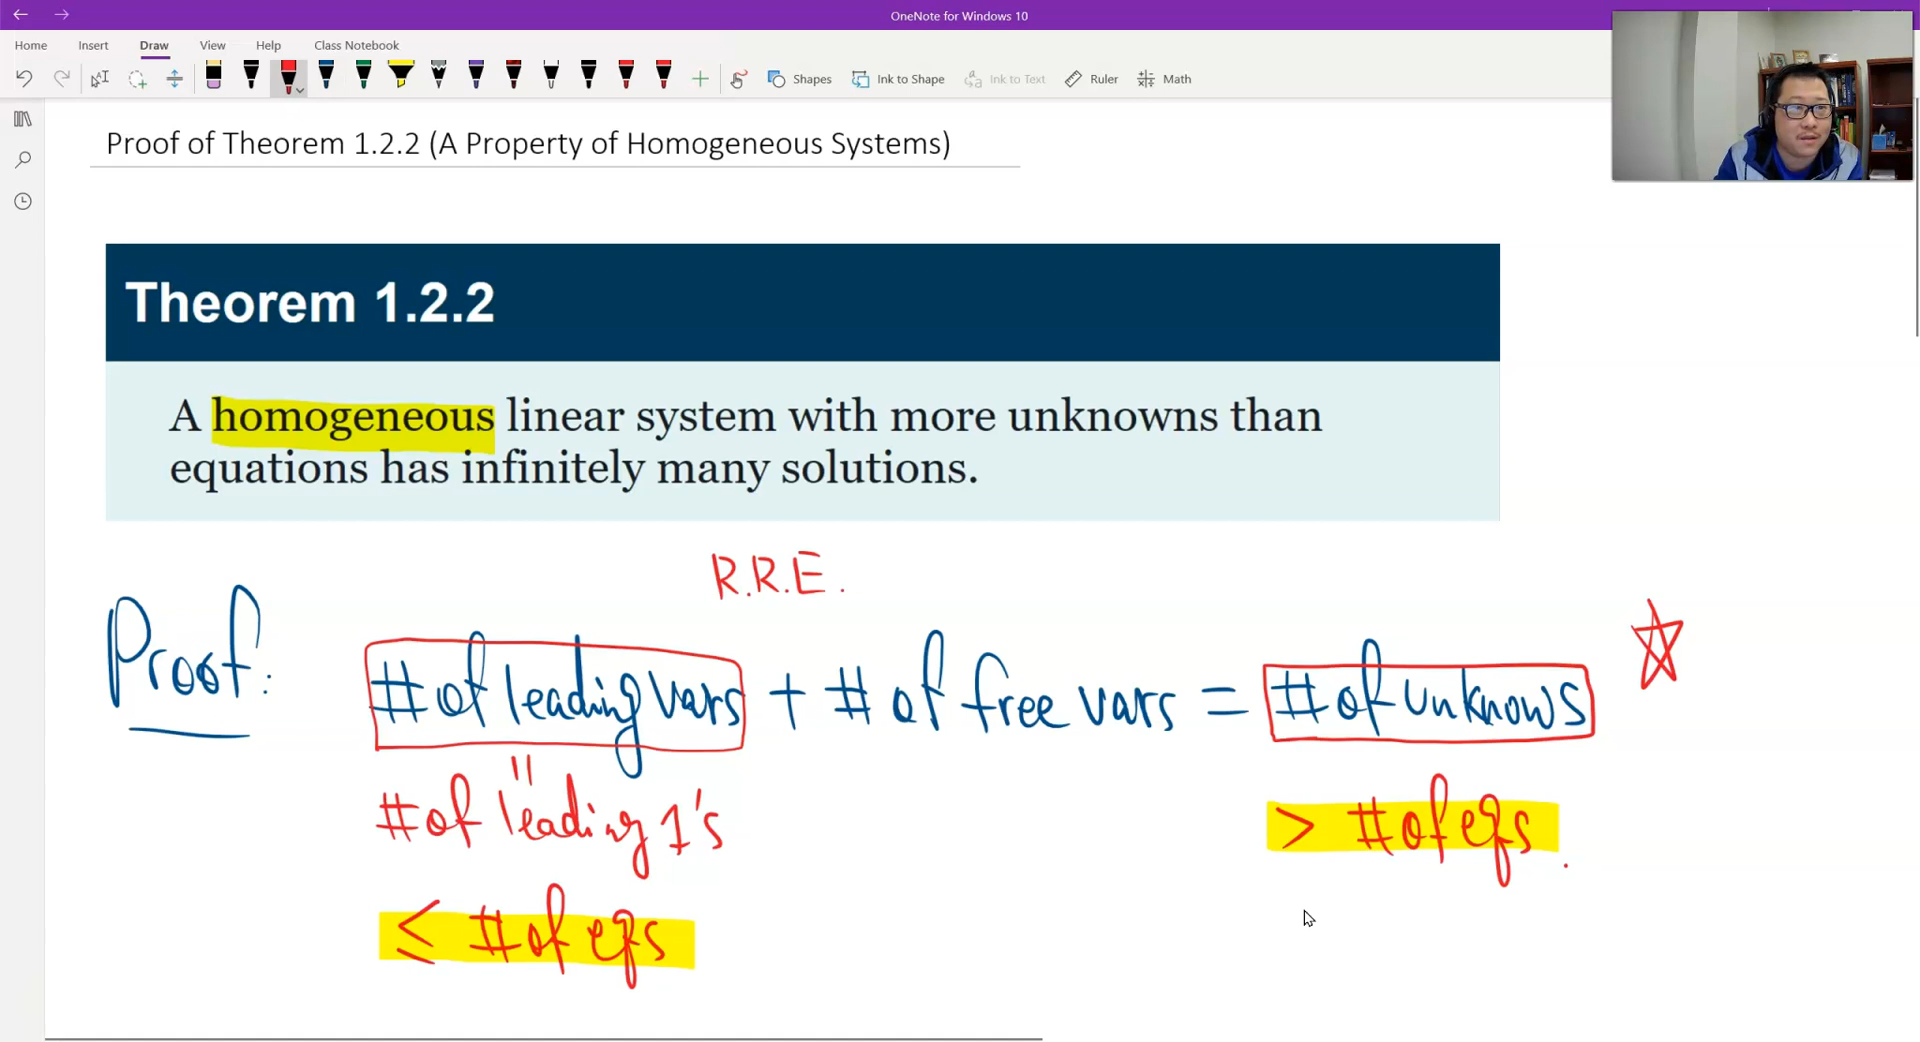 OneNote for Windows 10
Home Insert Draw View Help Class Notebook
Shapes Ink to Shape Ink to Text Ruler Math
Proof of Theorem 1.2.2 (A Property of Homogeneous Systems)
Theorem 1.2.2
A homogeneous linear system with more unknowns than
equations has infinitely many solutions.
R.R.E.
Proof:
# of leading vars + # of free vars = # of unknows
"
# of leading 1's
> # of eqs.
≤ # of eqs